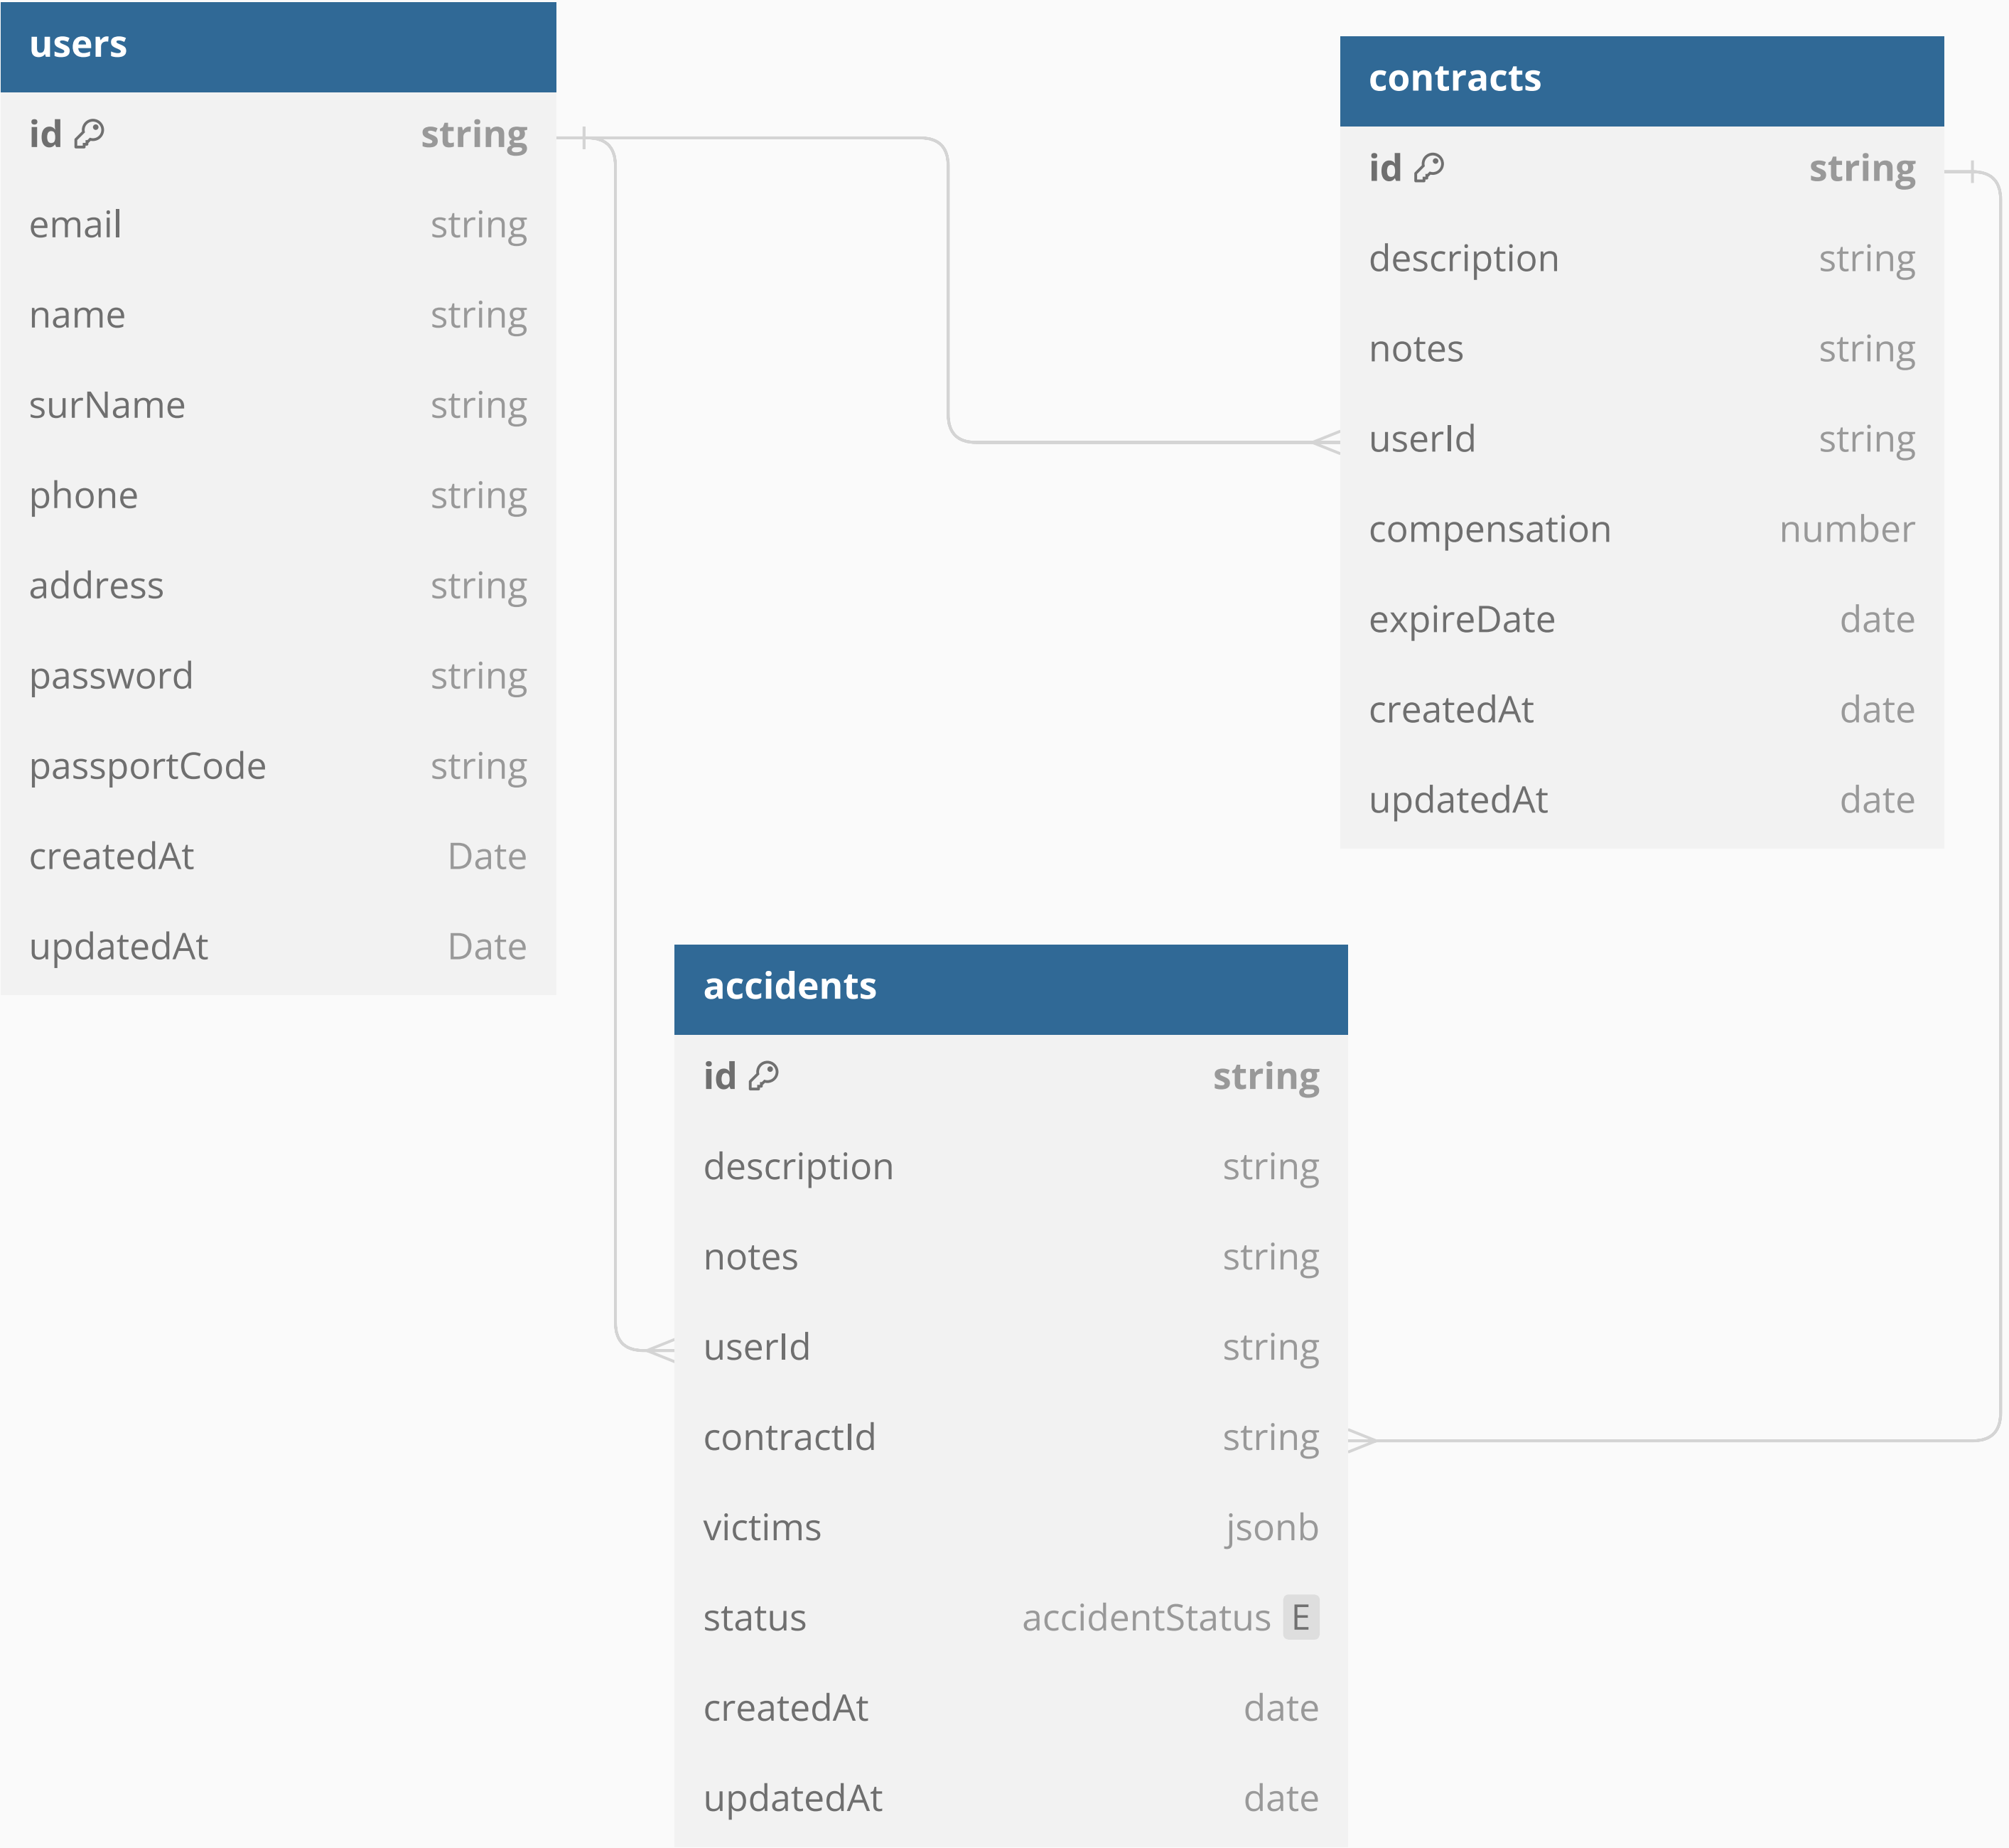 users
id string
email string
name string
surName string
phone string
address string
password string
passportCode string
createdAt Date
updatedAt Date
contracts
id string
description string
notes string
userId string
compensation number
expireDate date
createdAt date
updatedAt date
accidents
id string
description string
notes string
userId string
contractId string
victims jsonb
status accidentStatus E
createdAt date
updatedAt date